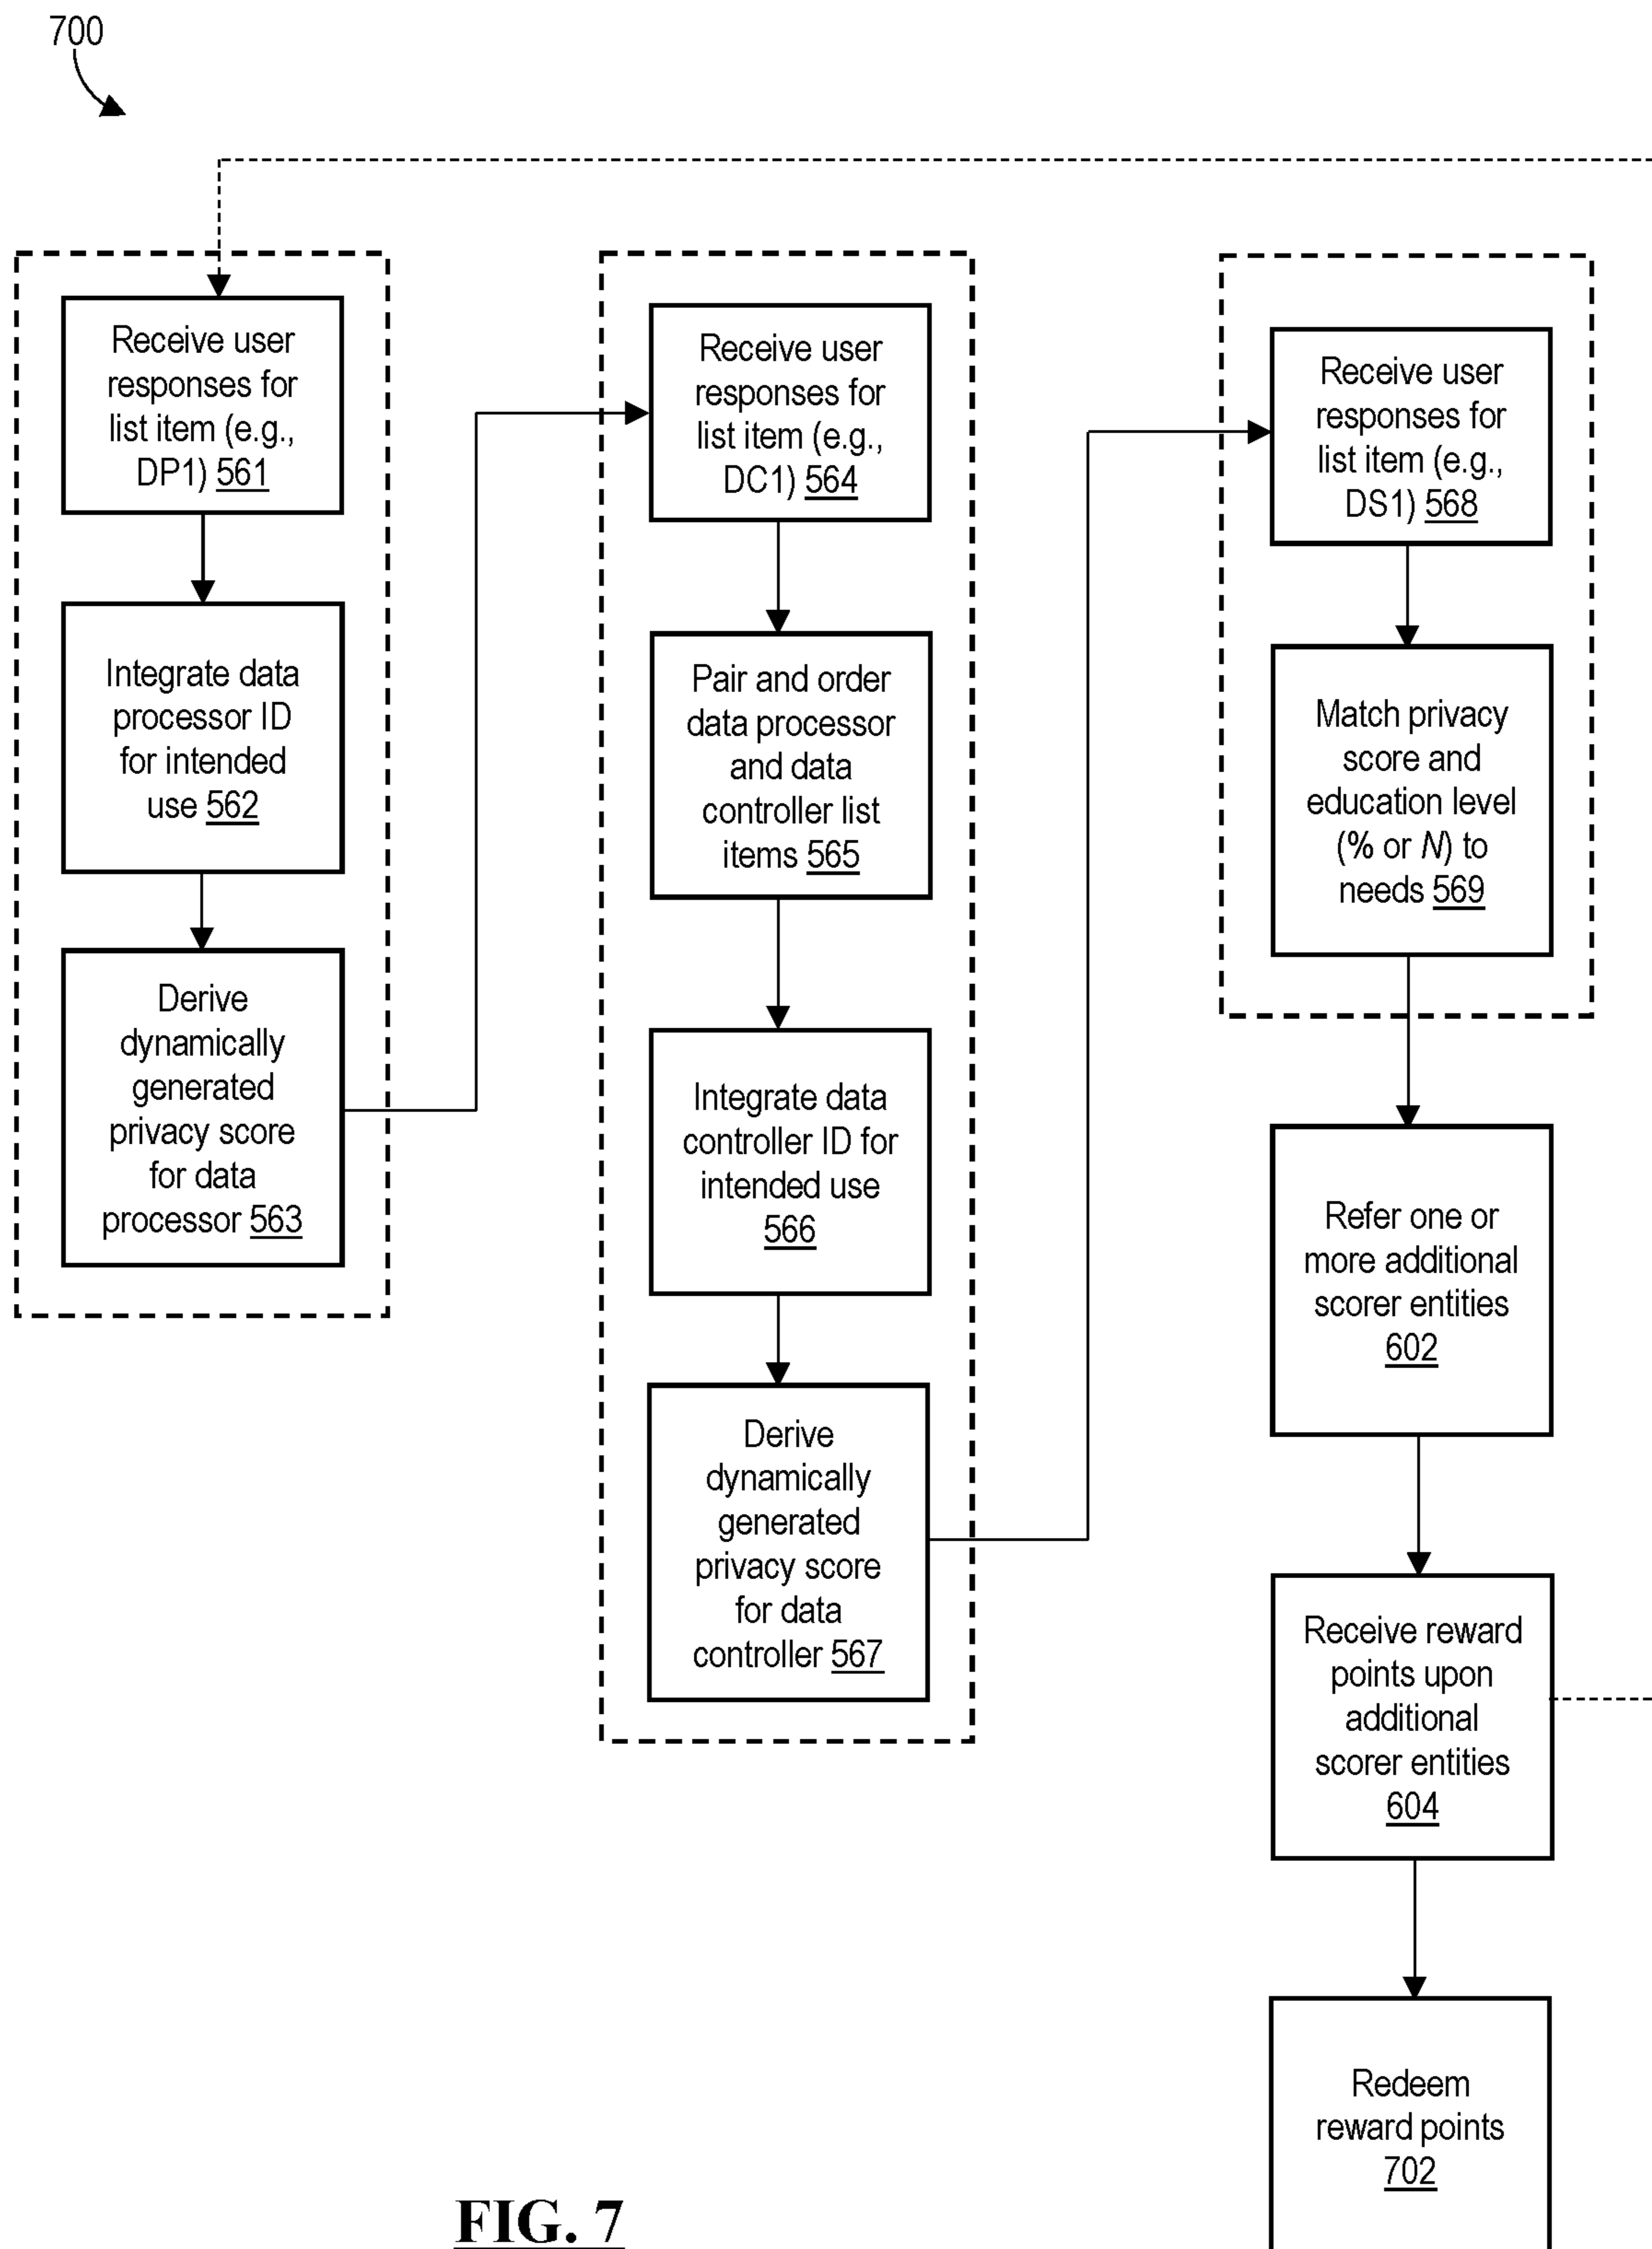 700
Receive user
responses for
list item (e.g.,
DP1) 561
Integrate data
processor ID
for intended
use 562
Derive
dynamically
generated
privacy score
for data
processor 563
Receive user
responses for
list item (e.g.,
DC1) 564
Pair and order
data processor
and data
controller list
items 565
Integrate data
controller ID for
intended use
566
Derive
dynamically
generated
privacy score
for data
controller 567
Receive user
responses for
list item (e.g.,
DS1) 568
Match privacy
score and
education level
(% or N) to
needs 569
Refer one or
more additional
scorer entities
602
Receive reward
points upon
additional
scorer entities
604
Redeem
reward points
702
FIG. 7